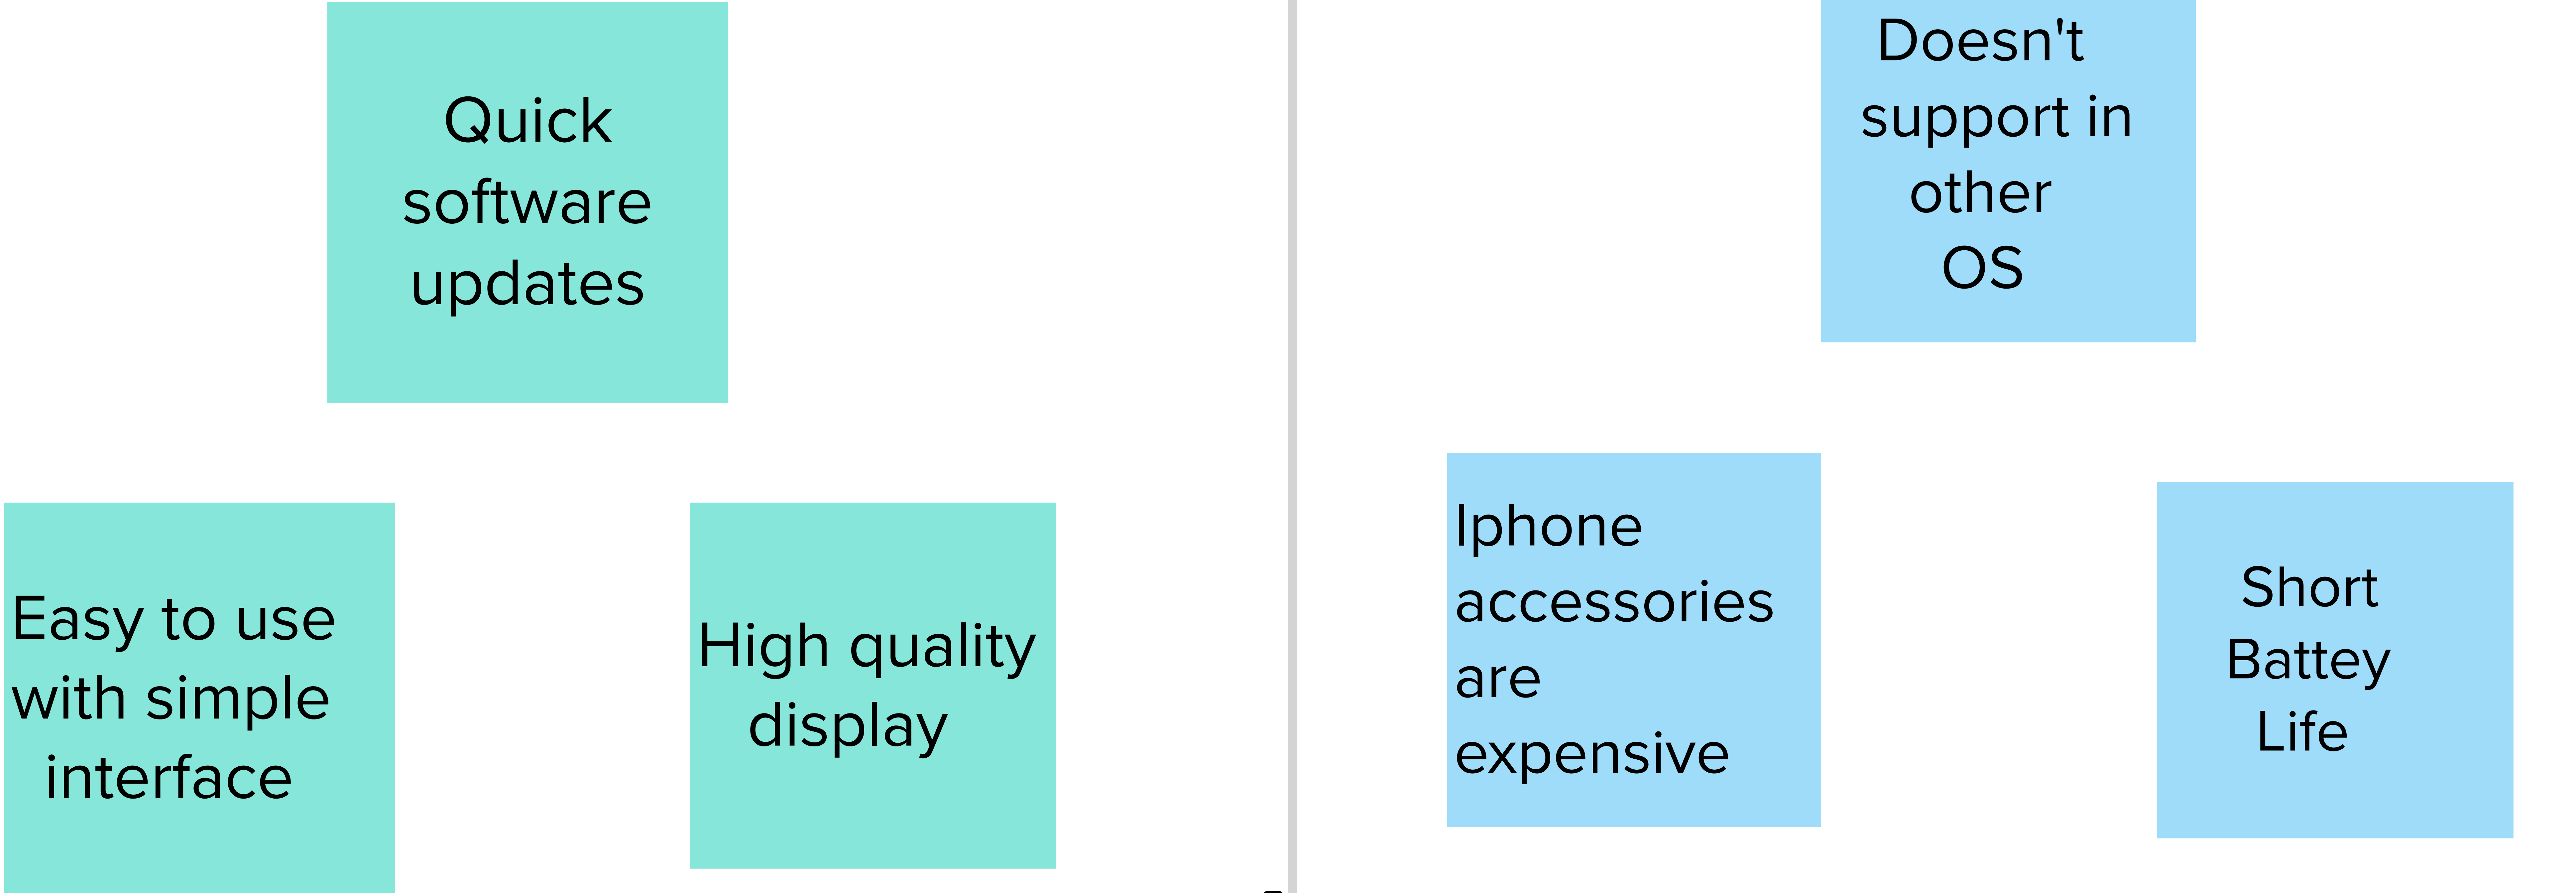 Quick
software
updates
Easy to use
with simple
interface
High quality
display
Doesn't
support in
other
OS
Iphone
accessories
are
expensive
Short
Battey
Life